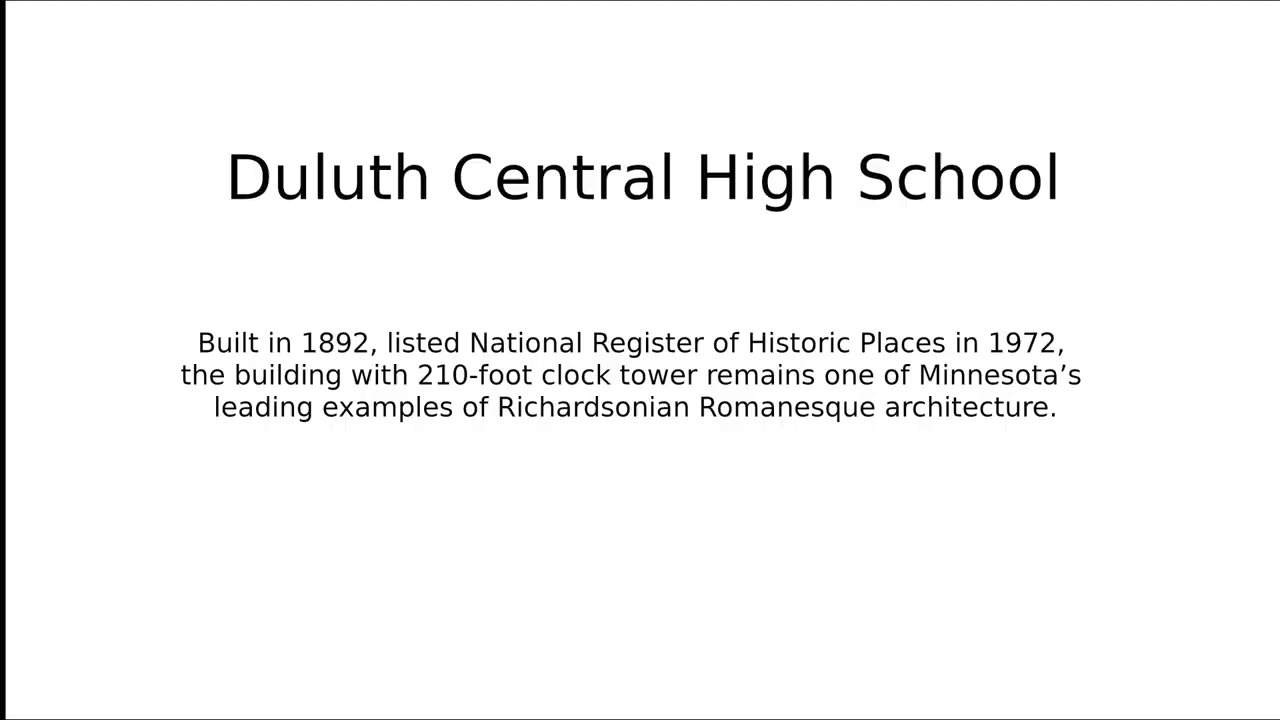 Duluth Central High School
Built in 1892, listed National Register of Historic Places in 1972,
the building with 210-foot clock tower remains one of Minnesota’s
leading examples of Richardsonian Romanesque architecture.